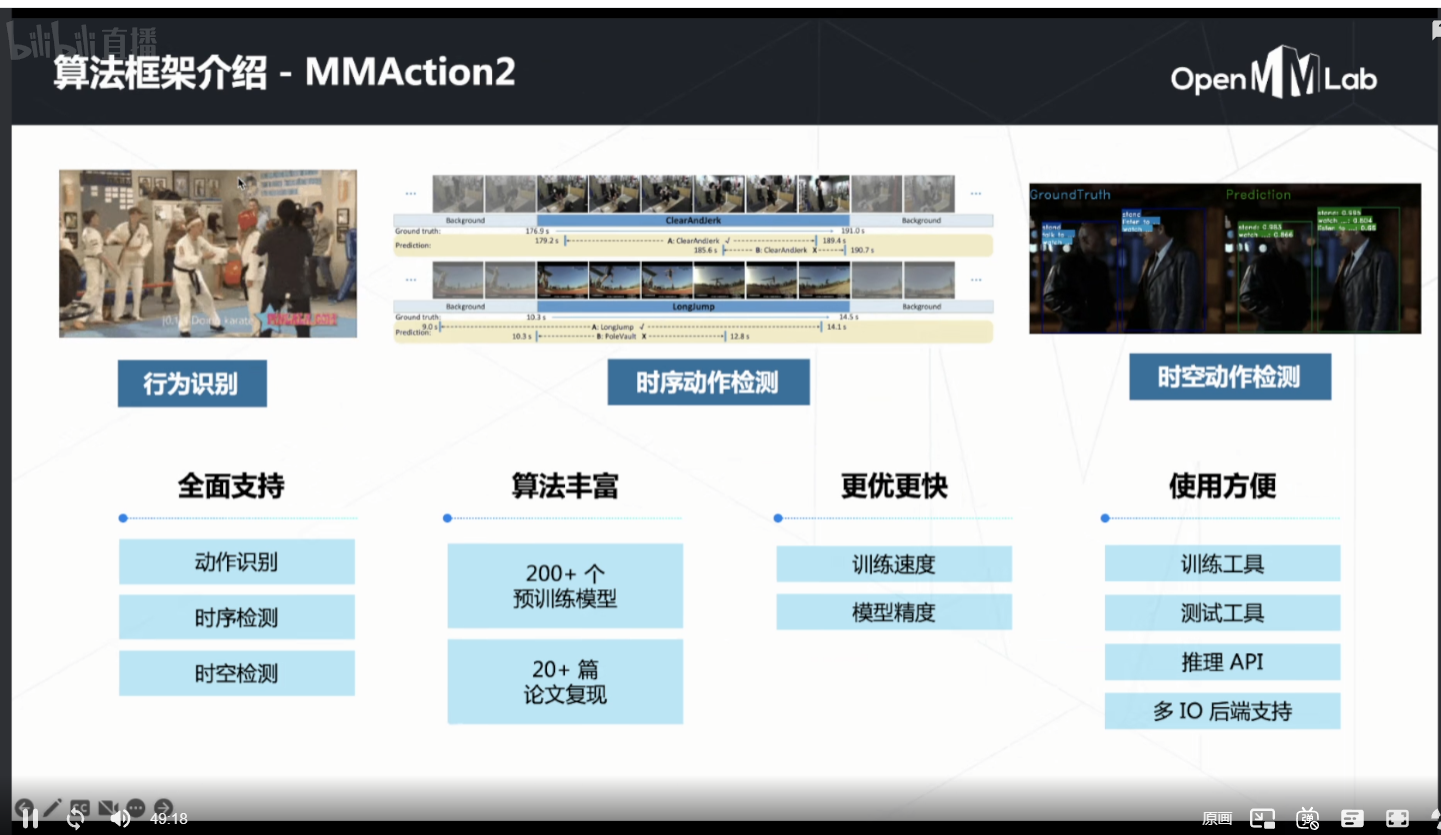 bilibili直播
算法框架介绍 - MMAction2
Open MM Lab
Background
ClearAndJerk
Background
Ground truth:
176.9 s
191.0 s
Prediction:
179.2 s
A: ClearAndJerk √
189.4 s
185.6 s
B: ClearAndJerk X
190.7 s
Background
LongJump
Background
Ground truth:
10.3 s
14.5 s
Prediction:
9.0 s
A: LongJump √
14.1 s
10.3 s
B: PoleVault X
12.8 s
GroundTruth
Prediction
行为识别
时序动作检测
时空动作检测
全面支持
动作识别
时序检测
时空检测
算法丰富
200+ 个
预训练模型
20+ 篇
论文复现
更优更快
训练速度
模型精度
使用方便
训练工具
测试工具
推理 API
多 IO 后端支持
49:18
原画